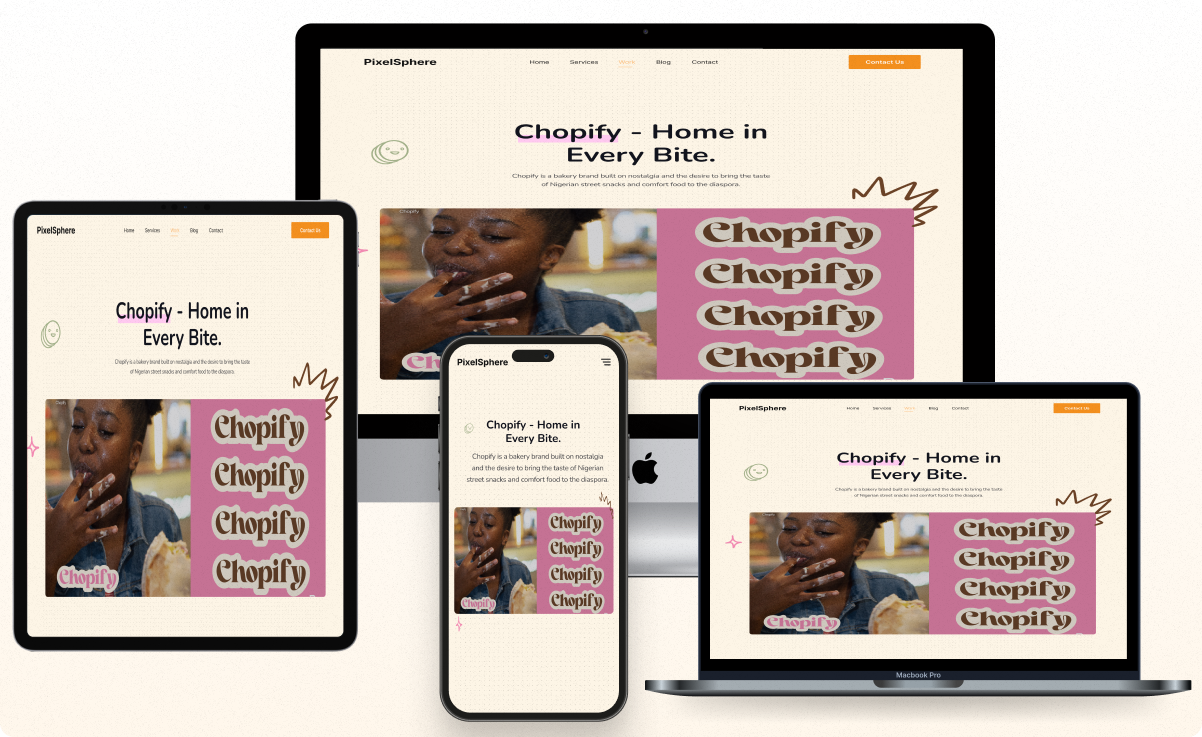 PixelSphere
Home Services Work Blog Contact
Contact Us
Chopify - Home in
Every Bite.
Chopify is a bakery brand built on nostalgia and the desire to bring the taste
of Nigerian street snacks and comfort food to the diaspora.
Chopify
Chopify
Chopify
Chopify
Chopify
PixelSphere
Home Services Work Blog Contact
Contact Us
Chopify - Home in
Every Bite.
Chopify is a bakery brand built on nostalgia and the desire to bring the taste
of Nigerian street snacks and comfort food to the diaspora.
Chopify
Chopify
Chopify
Chopify
Chopify
PixelSphere
Chopify - Home in
Every Bite.
Chopify is a bakery brand built on nostalgia
and the desire to bring the taste of Nigerian
street snacks and comfort food to the diaspora.
Chopify
Chopify
Chopify
Chopify
Chopify
PixelSphere
Home Services Work Blog Contact
Contact Us
Chopify - Home in
Every Bite.
Chopify is a bakery brand built on nostalgia and the desire to bring the taste
of Nigerian street snacks and comfort food to the diaspora.
Chopify
Chopify
Chopify
Chopify
Chopify
Macbook Pro